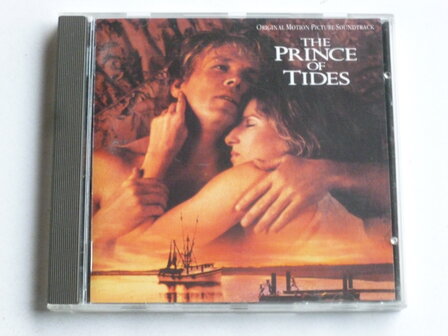 ORIGINAL MOTION PICTURE SOUNDTRACK
THE
PRINCE
OF
TIDES